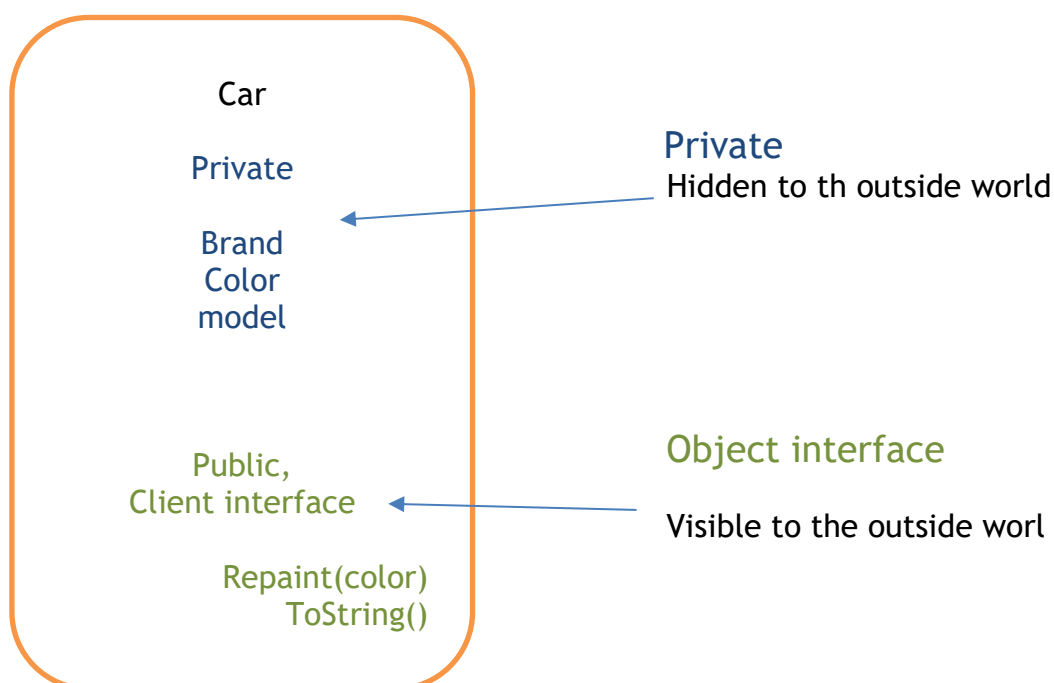 Car
Private
Brand
Color
model
Public,
Client interface
Repaint(color)
ToString()
Private
Hidden to th outside world
Object interface
Visible to the outside worl